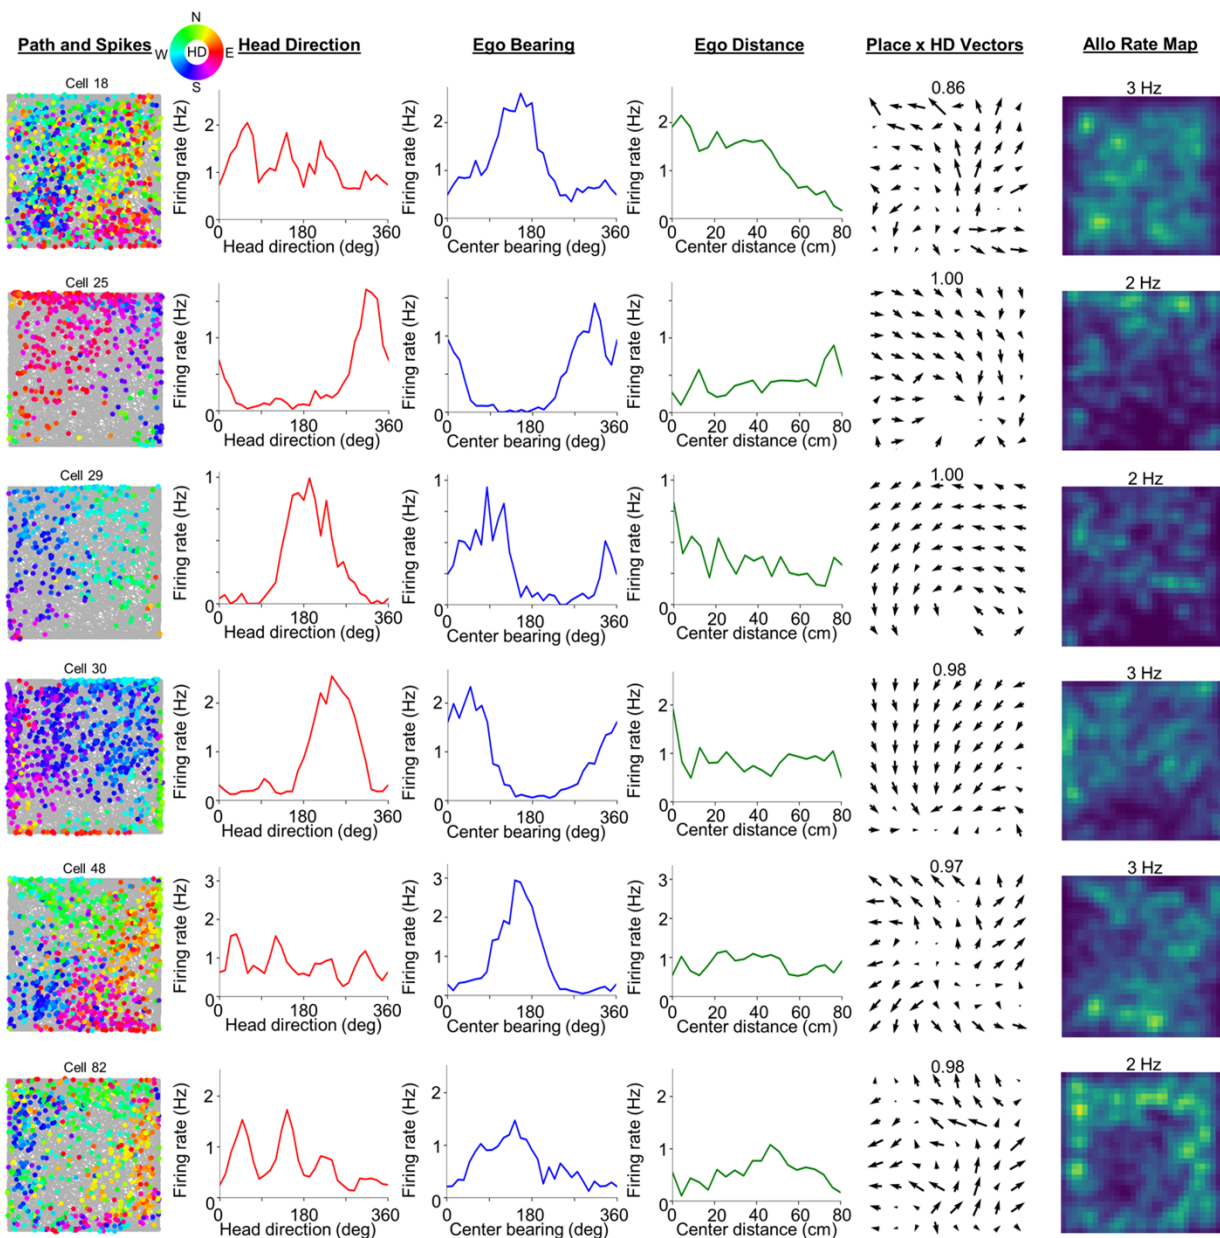 N
Path and Spikes W HD E Head Direction Ego Bearing Ego Distance Place x HD Vectors Allo Rate Map
S
Cell 18 0.86 3 Hz
Firing rate (Hz) 2 1 0 180 360 Head direction (deg)
Firing rate (Hz) 2 1 0 180 360 Center bearing (deg)
Firing rate (Hz) 2 1 0 0 20 40 60 80 Center distance (cm)
Cell 25 1.00 2 Hz
Firing rate (Hz) 1 0 0 180 360 Head direction (deg)
Firing rate (Hz) 1 0 0 180 360 Center bearing (deg)
Firing rate (Hz) 1 0 0 20 40 60 80 Center distance (cm)
Cell 29 1.00 2 Hz
Firing rate (Hz) 1 0 0 180 360 Head direction (deg)
Firing rate (Hz) 1 0 0 180 360 Center bearing (deg)
Firing rate (Hz) 1 0 0 20 40 60 80 Center distance (cm)
Cell 30 0.98 3 Hz
Firing rate (Hz) 2 1 0 0 180 360 Head direction (deg)
Firing rate (Hz) 2 1 0 0 180 360 Center bearing (deg)
Firing rate (Hz) 2 1 0 0 20 40 60 80 Center distance (cm)
Cell 48 0.97 3 Hz
Firing rate (Hz) 3 2 1 0 0 180 360 Head direction (deg)
Firing rate (Hz) 3 2 1 0 0 180 360 Center bearing (deg)
Firing rate (Hz) 3 2 1 0 0 20 40 60 80 Center distance (cm)
Cell 82 0.98 2 Hz
Firing rate (Hz) 2 1 0 0 180 360 Head direction (deg)
Firing rate (Hz) 2 1 0 0 180 360 Center bearing (deg)
Firing rate (Hz) 2 1 0 0 20 40 60 80 Center distance (cm)